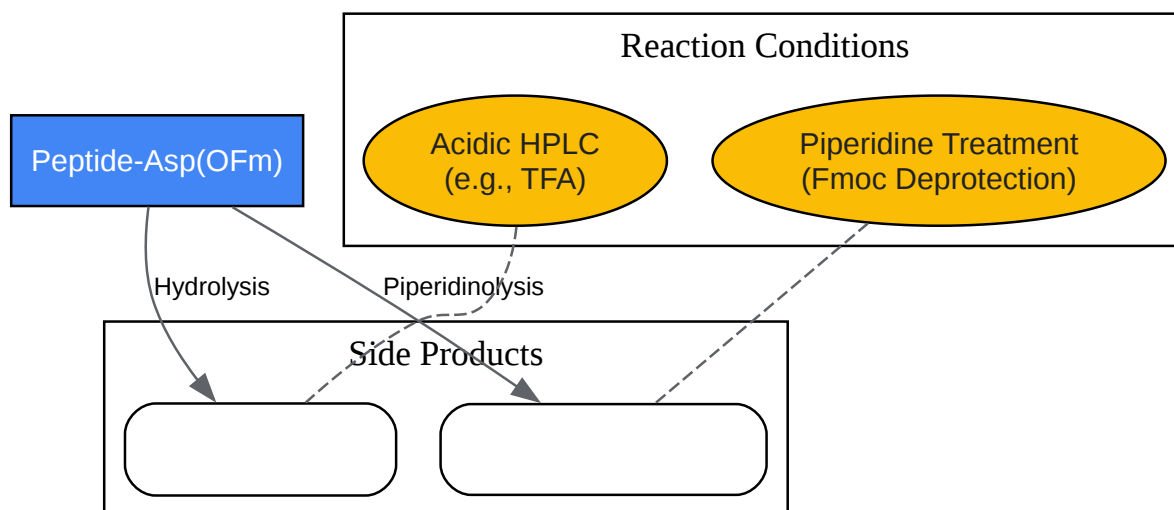 Reaction Conditions
Peptide-Asp(OFm)
Acidic HPLC
(e.g., TFA)
Piperidine Treatment
(Fmoc Deprotection)
Hydrolysis
Piperidinolysis
Side Products